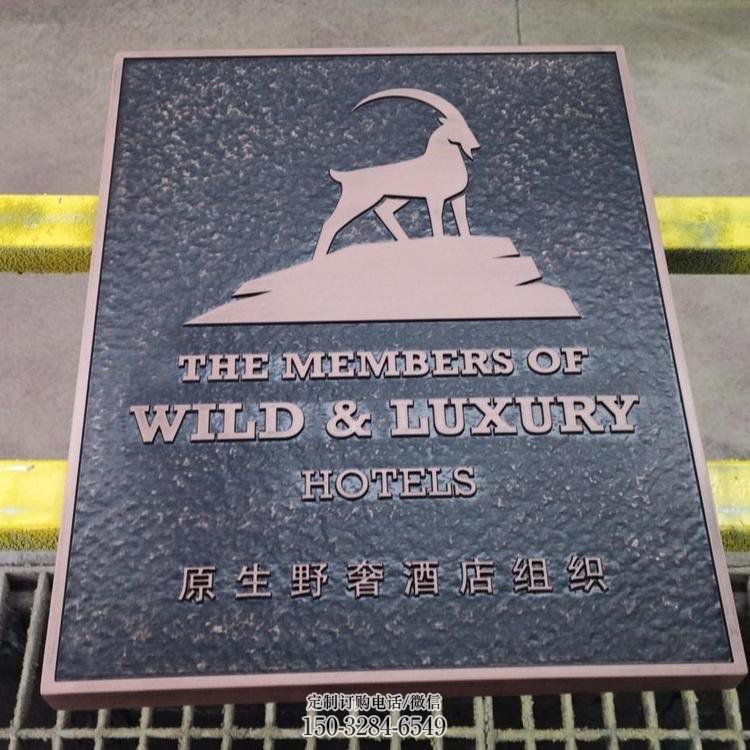 THE MEMBERS OF
WILD & LUXURY
HOTELS
原生野奢酒店组织
定制订购电话/微信
150-3284-6549